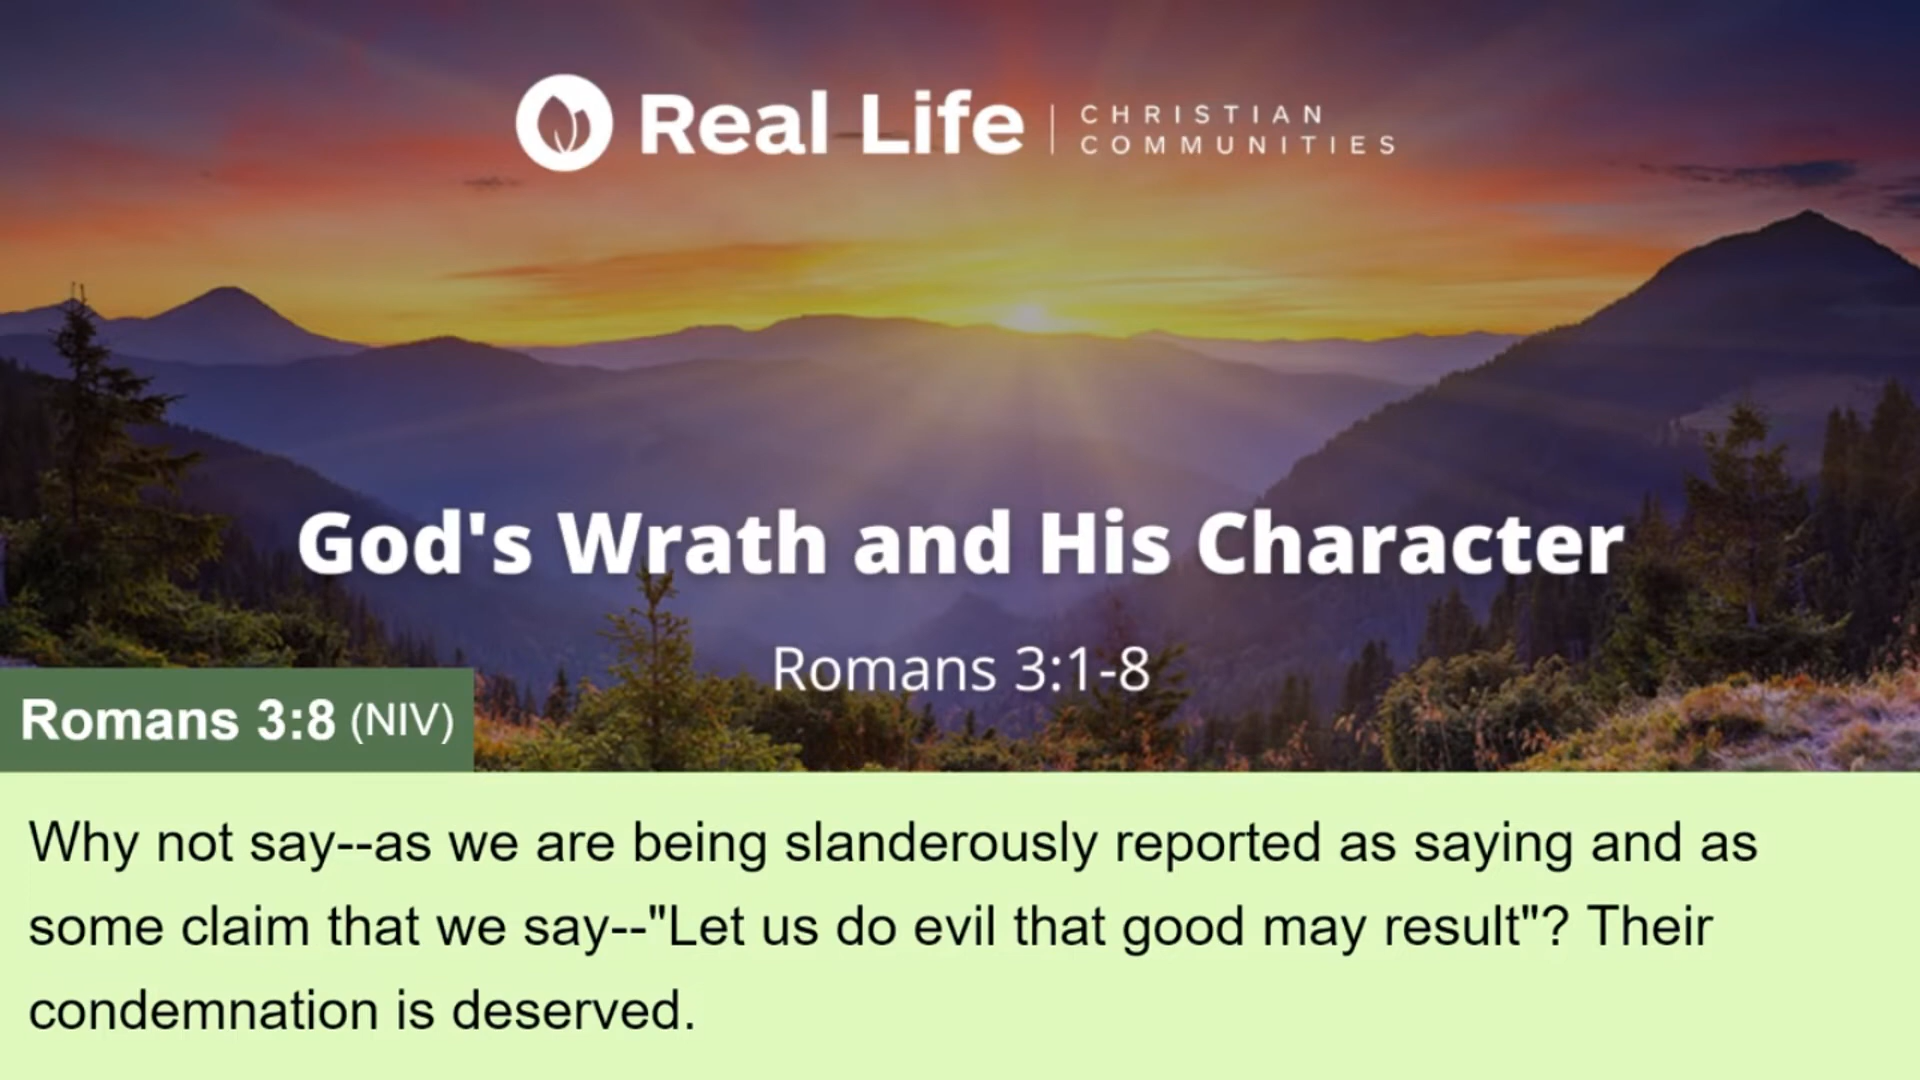 Real Life | CHRISTIAN
COMMUNITIES
God's Wrath and His Character
Romans 3:1-8
Romans 3:8 (NIV)
Why not say--as we are being slanderously reported as saying and as
some claim that we say--"Let us do evil that good may result"? Their
condemnation is deserved.